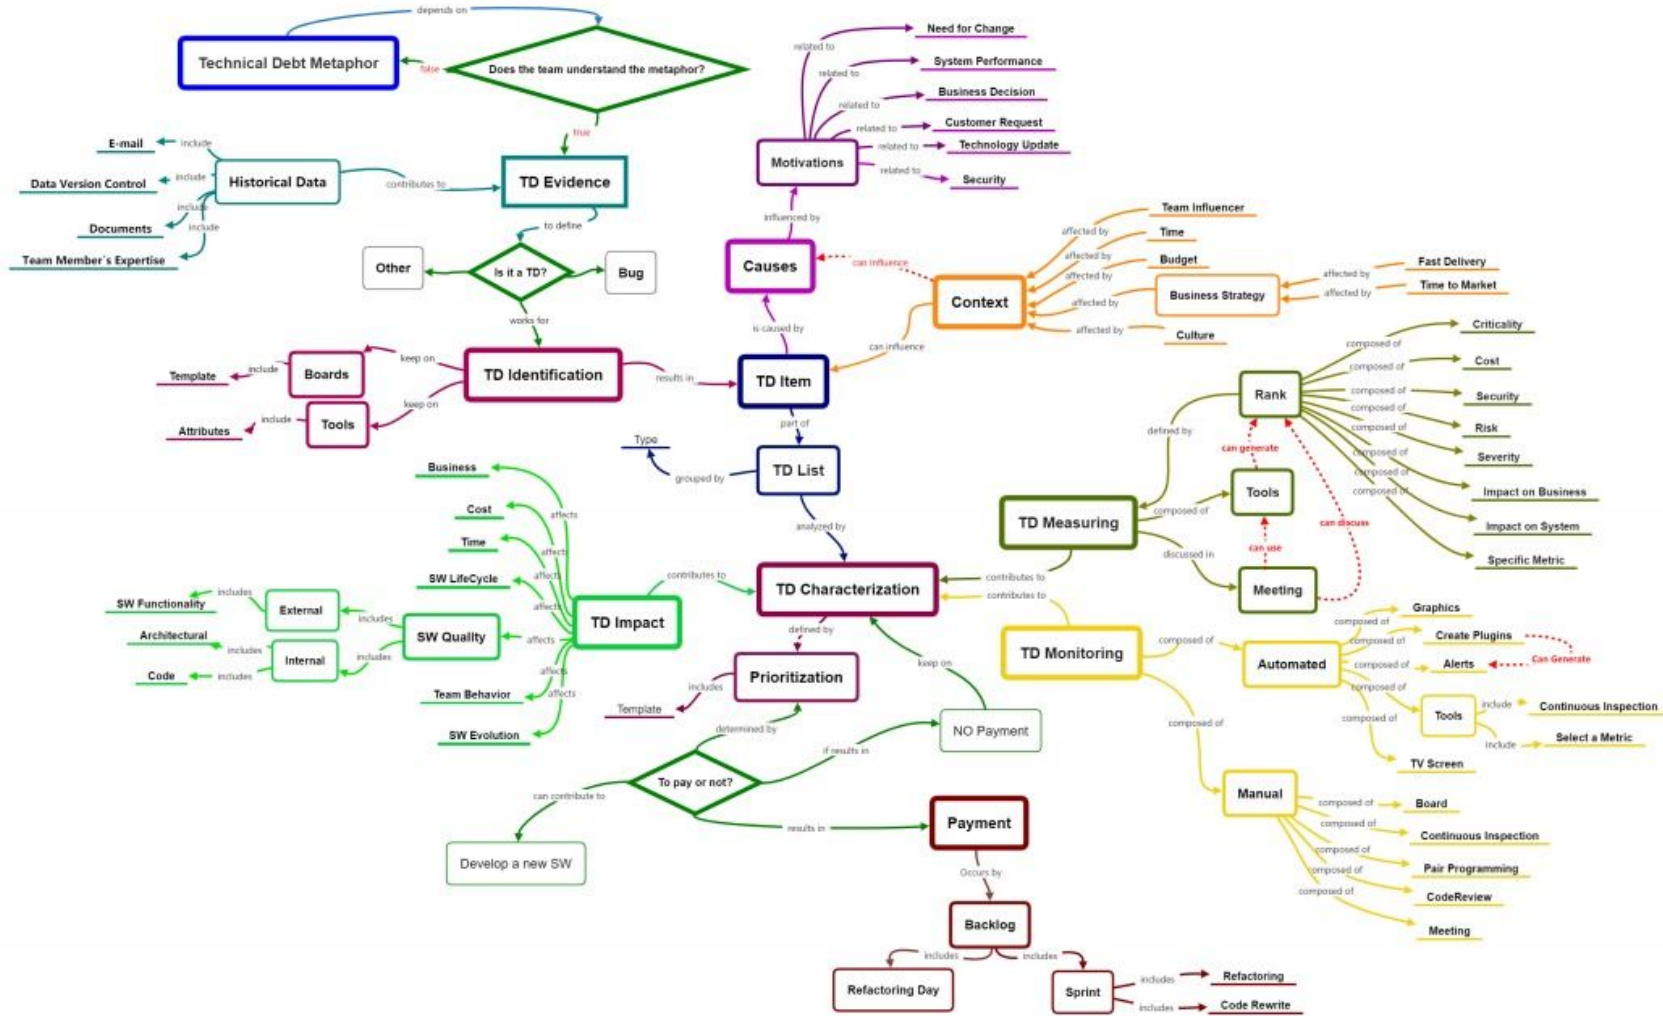 depends on
Technical Debt Metaphor
false
Does the team understand the metaphor?
true
E-mail
include
Data Version Control
include
include
Documents
include
Team Member´s Expertise
Historical Data
contributes to
TD Evidence
to define
Other
Is it a TD?
Bug
works for
Template
include
Boards
keep on
TD Identification
keep on
Attributes
include
Tools
results in
TD Item
is caused by
Causes
influenced by
Motivations
related to
Need for Change
related to
System Performance
related to
Business Decision
related to
Customer Request
related to
Technology Update
related to
Security
can influence
Context
can influence
affected by
Team Influencer
affected by
Time
affected by
Budget
affected by
Business Strategy
affected by
Fast Delivery
affected by
Time to Market
affected by
Culture
part of
TD List
grouped by
Type
analyzed by
TD Characterization
contributes to
contributes to
contributes to
TD Impact
affects
Business
affects
Cost
affects
Time
affects
SW LifeCycle
affects
SW Quality
includes
External
includes
SW Functionality
includes
Internal
includes
Architectural
includes
Code
affects
Team Behavior
affects
SW Evolution
defined by
Prioritization
includes
Template
determined by
To pay or not?
can contribute to
Develop a new SW
if results in
NO Payment
keep on
results in
Payment
Occurs by
Backlog
includes
Refactoring Day
includes
Sprint
includes
Refactoring
includes
Code Rewrite
TD Measuring
defined by
Rank
composed of
Criticality
composed of
Cost
composed of
Security
composed of
Risk
composed of
Severity
composed of
Impact on Business
composed of
Impact on System
composed of
Specific Metric
composed of
Tools
can generate
discussed in
Meeting
can use
can discuss
TD Monitoring
composed of
Automated
composed of
Graphics
composed of
Create Plugins
Can Generate
composed of
Alerts
composed of
Tools
include
Continuous Inspection
include
Select a Metric
composed of
TV Screen
composed of
Manual
composed of
Board
composed of
Continuous Inspection
composed of
Pair Programming
composed of
CodeReview
composed of
Meeting